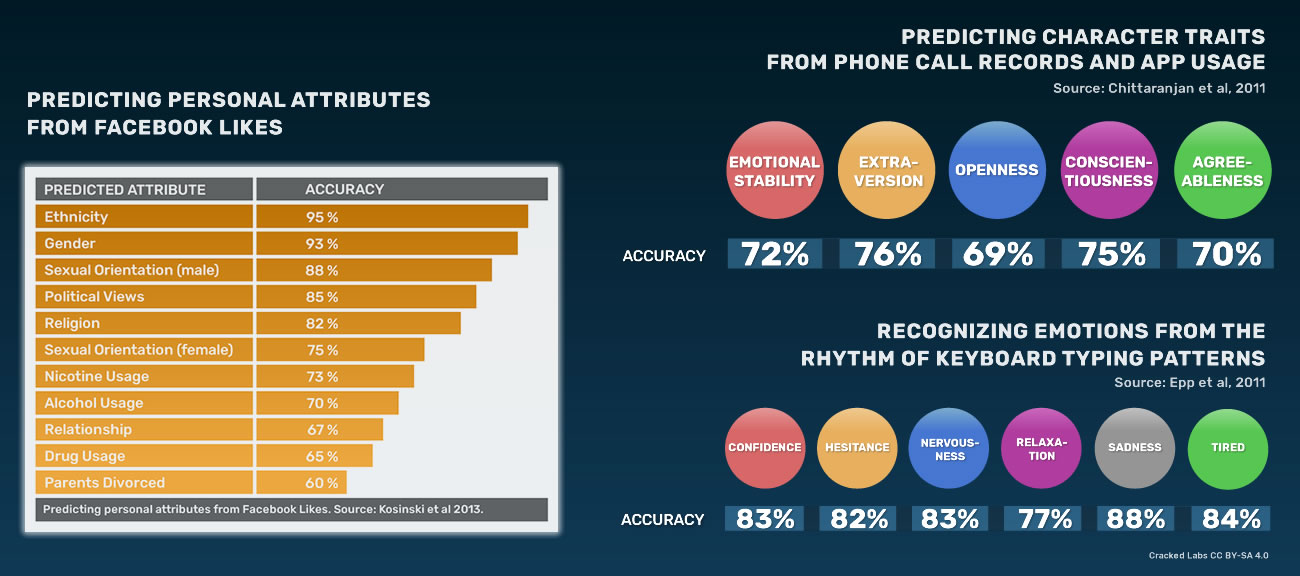 PREDICTING PERSONAL ATTRIBUTES
FROM FACEBOOK LIKES
PREDICTED ATTRIBUTE ACCURACY
Ethnicity 95 %
Gender 93 %
Sexual Orientation (male) 88 %
Political Views 85 %
Religion 82 %
Sexual Orientation (female) 75 %
Nicotine Usage 73 %
Alcohol Usage 70 %
Relationship 67 %
Drug Usage 65 %
Parents Divorced 60 %
Predicting personal attributes from Facebook Likes. Source: Kosinski et al 2013.
PREDICTING CHARACTER TRAITS
FROM PHONE CALL RECORDS AND APP USAGE
Source: Chittaranjan et al, 2011
EMOTIONAL
STABILITY
EXTRA-
VERSION
OPENNESS
CONSCIEN-
TIOUSNESS
AGREE-
ABLENESS
ACCURACY 72% 76% 69% 75% 70%
RECOGNIZING EMOTIONS FROM THE
RHYTHM OF KEYBOARD TYPING PATTERNS
Source: Epp et al, 2011
CONFIDENCE
HESITANCE
NERVOUS-
NESS
RELAXA-
TION
SADNESS
TIRED
ACCURACY 83% 82% 83% 77% 88% 84%
Cracked Labs CC BY-SA 4.0